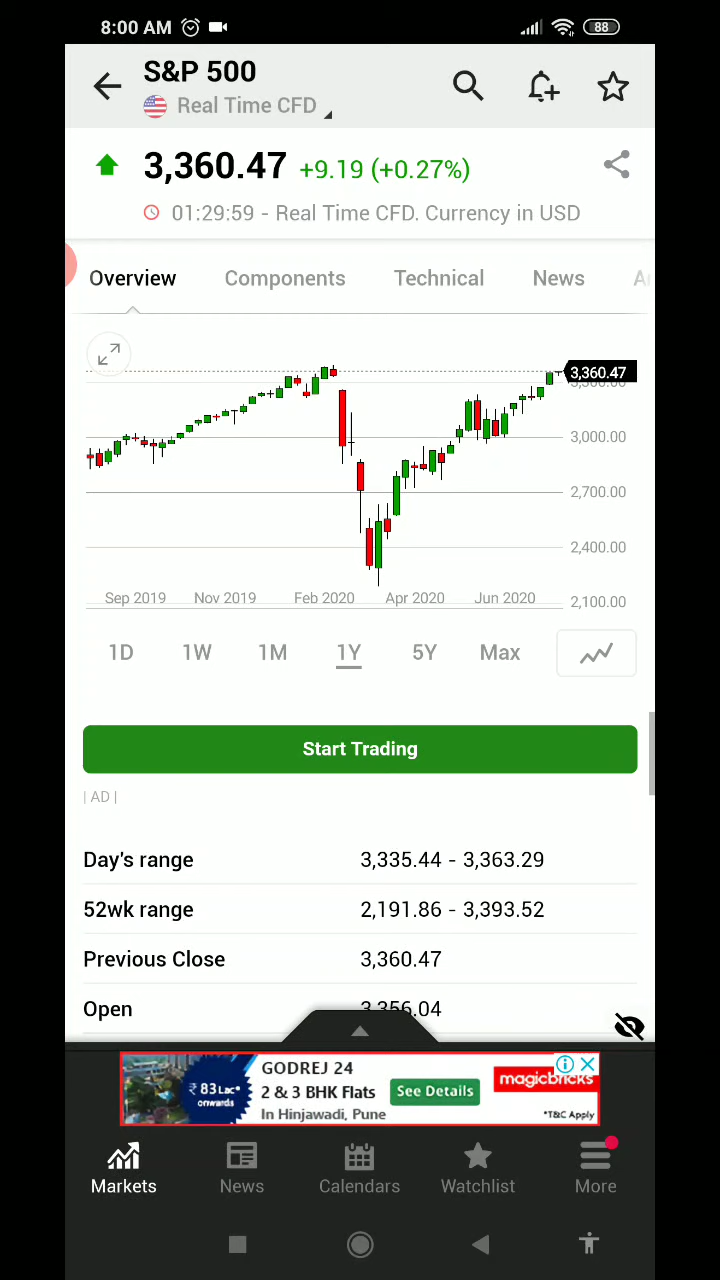 8:00 AM
88
S&P 500
Real Time CFD
3,360.47 +9.19 (+0.27%)
01:29:59 - Real Time CFD. Currency in USD
Overview Components Technical News
3,360.47
3,300.00
3,000.00
2,700.00
2,400.00
2,100.00
Sep 2019 Nov 2019 Feb 2020 Apr 2020 Jun 2020
1D 1W 1M 1Y 5Y Max
Start Trading
| AD |
Day's range 3,335.44 - 3,363.29
52wk range 2,191.86 - 3,393.52
Previous Close 3,360.47
Open 3,356.04
₹ 83 Lac*
onwards
GODREJ 24
2 & 3 BHK Flats
In Hinjawadi, Pune
See Details
magicbricks
*T&C Apply
Markets News Calendars Watchlist More